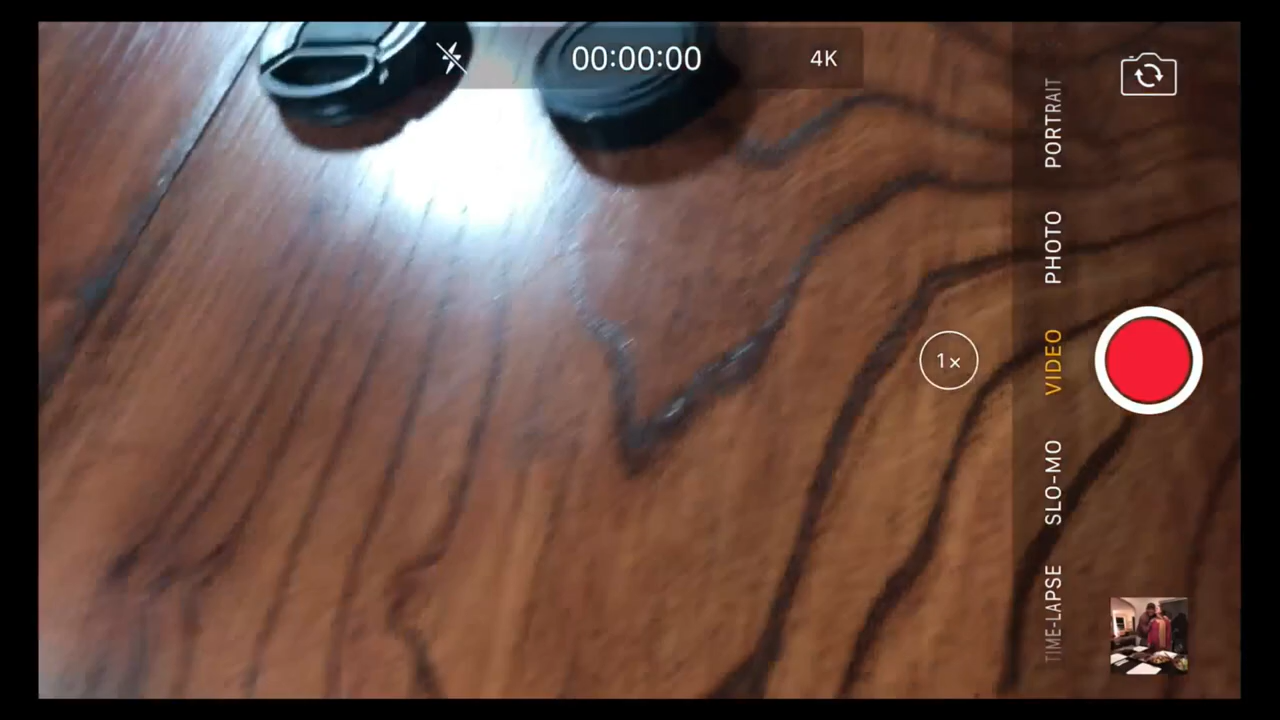 00:00:00
4K
PORTRAIT
PHOTO
1×
VIDEO
SLO-MO
TIME-LAPSE